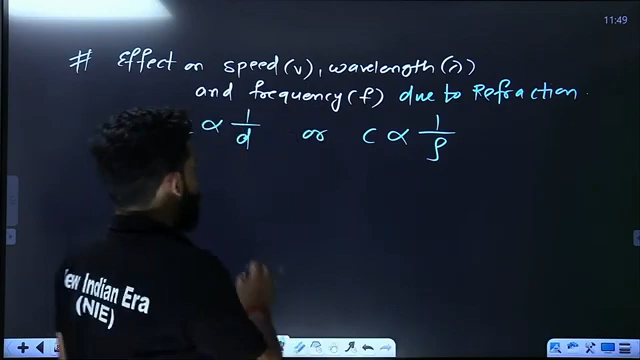 11:49
# Effect on speed (v), wavelength (λ)
and frequency (f) due to Refraction.
∝ 1/d or C ∝ 1/ρ
New Indian Era
(NIE)